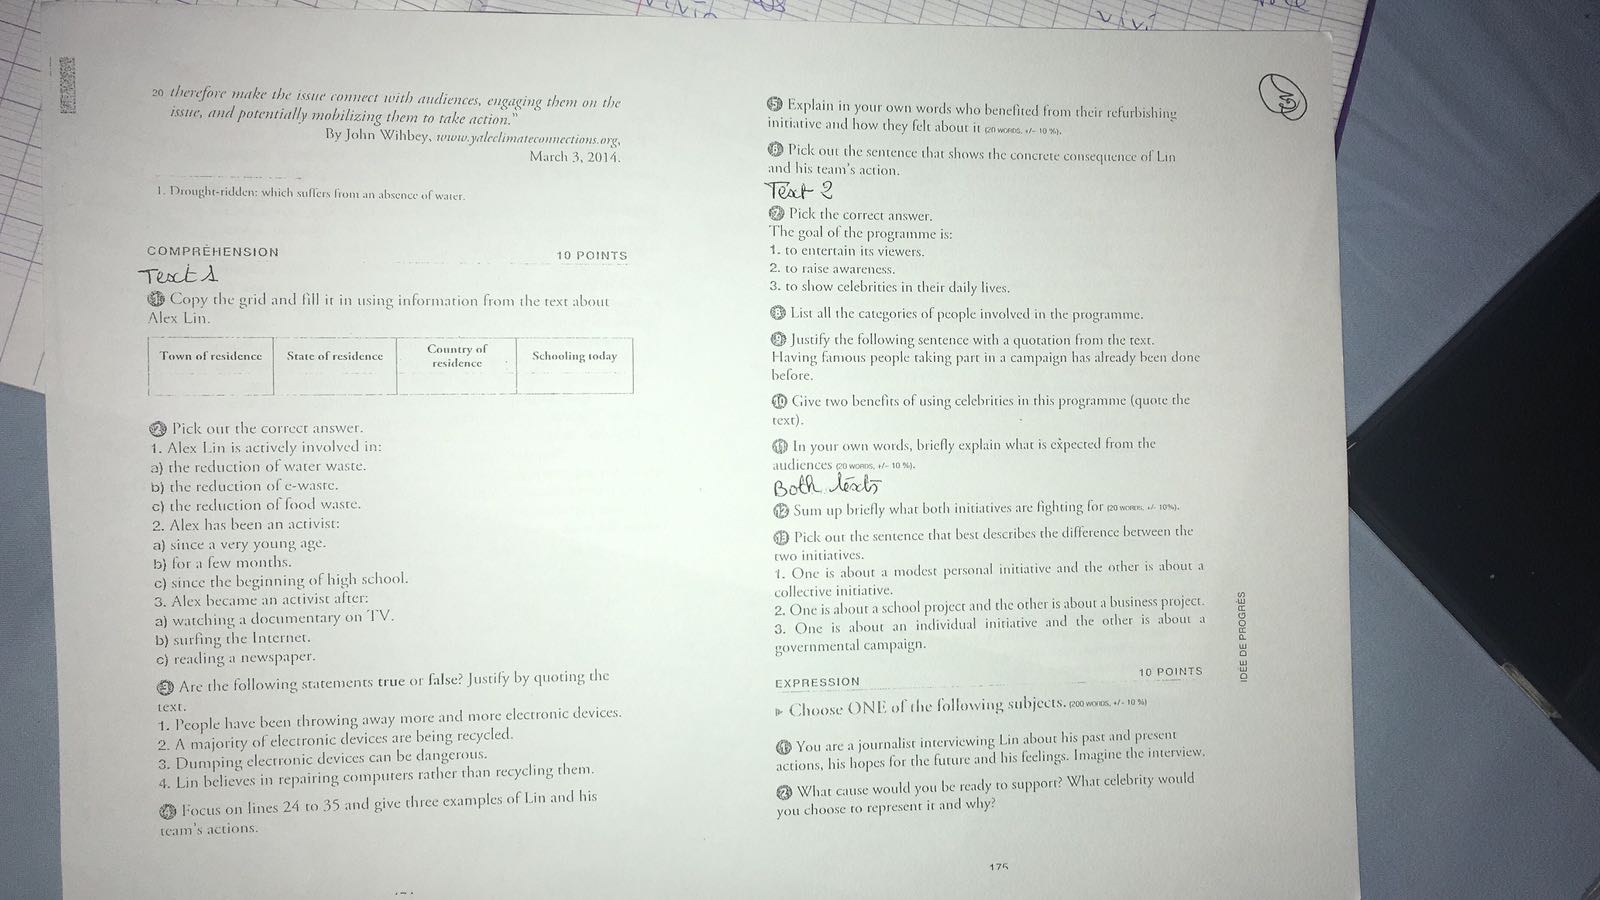 vivi
20 therefore make the issue connect with audiences, engaging them on the
issue, and potentially mobilizing them to take action."
By John Wihbey, www.yaleclimateconnections.org,
March 3, 2014.
1. Drought-ridden: which suffers from an absence of water.
COMPRÉHENSION 10 POINTS
Text 1
1 Copy the grid and fill it in using information from the text about
Alex Lin.
Town of residence State of residence Country of residence Schooling today
2 Pick out the correct answer.
1. Alex Lin is actively involved in:
a) the reduction of water waste.
b) the reduction of e-waste.
c) the reduction of food waste.
2. Alex has been an activist:
a) since a very young age.
b) for a few months.
c) since the beginning of high school.
3. Alex became an activist after:
a) watching a documentary on TV.
b) surfing the Internet.
c) reading a newspaper.
3 Are the following statements true or false? Justify by quoting the
text.
1. People have been throwing away more and more electronic devices.
2. A majority of electronic devices are being recycled.
3. Dumping electronic devices can be dangerous.
4. Lin believes in repairing computers rather than recycling them.
4 Focus on lines 24 to 35 and give three examples of Lin and his
team's actions.
5 Explain in your own words who benefited from their refurbishing
initiative and how they felt about it (20 WORDS, +/- 10 %).
6 Pick out the sentence that shows the concrete consequence of Lin
and his team's action.
Text 2
7 Pick the correct answer.
The goal of the programme is:
1. to entertain its viewers.
2. to raise awareness.
3. to show celebrities in their daily lives.
8 List all the categories of people involved in the programme.
9 Justify the following sentence with a quotation from the text.
Having famous people taking part in a campaign has already been done
before.
10 Give two benefits of using celebrities in this programme (quote the
text).
11 In your own words, briefly explain what is expected from the
audiences (20 WORDS, +/- 10 %).
Both texts
12 Sum up briefly what both initiatives are fighting for (20 WORDS, +/- 10%).
13 Pick out the sentence that best describes the difference between the
two initiatives.
1. One is about a modest personal initiative and the other is about a
collective initiative.
2. One is about a school project and the other is about a business project.
3. One is about an individual initiative and the other is about a
governmental campaign.
EXPRESSION 10 POINTS
Choose ONE of the following subjects. (200 WORDS, +/- 10 %)
1 You are a journalist interviewing Lin about his past and present
actions, his hopes for the future and his feelings. Imagine the interview.
2 What cause would you be ready to support? What celebrity would
you choose to represent it and why?
IDÉE DE PROGRÈS
175